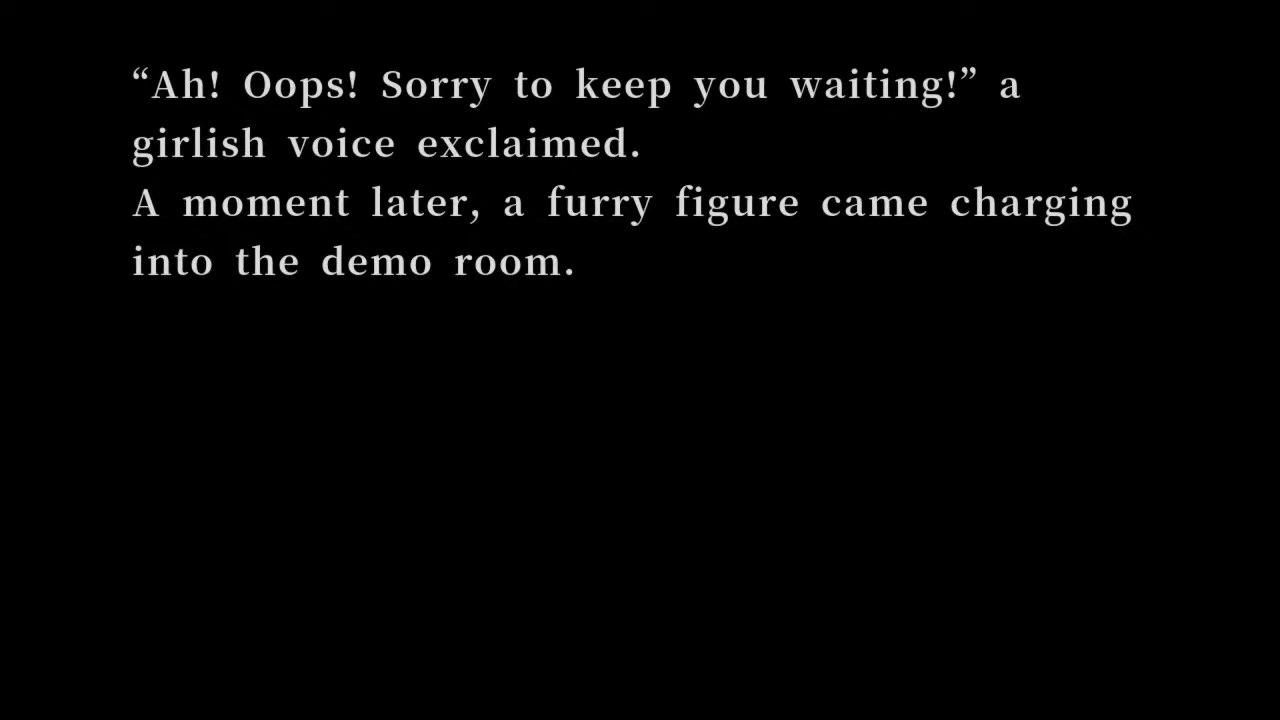 “Ah! Oops! Sorry to keep you waiting!” a
girlish voice exclaimed.
A moment later, a furry figure came charging
into the demo room.